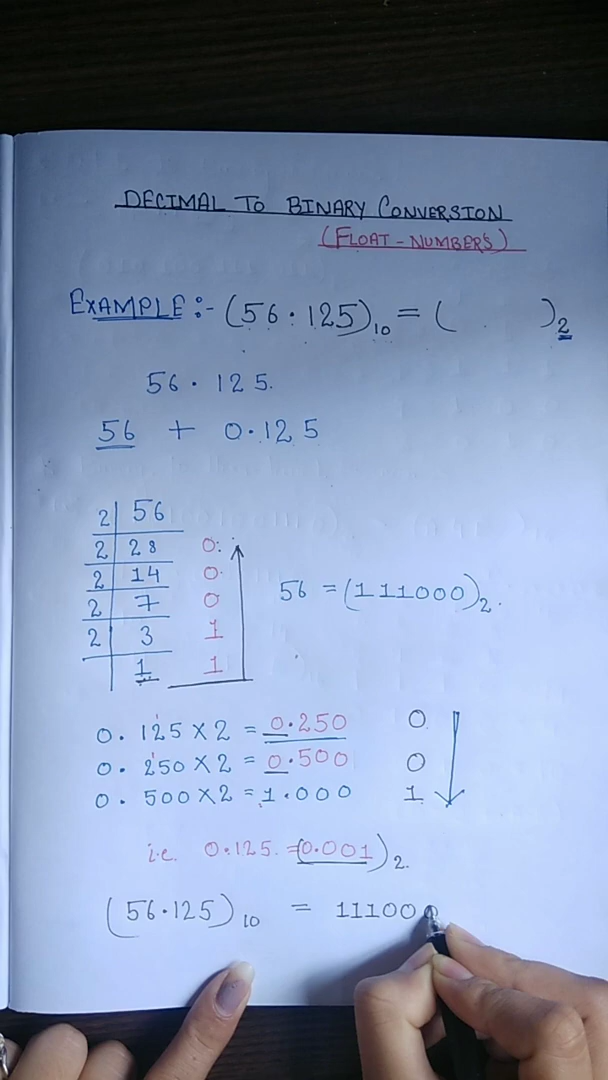 DECIMAL TO BINARY CONVERSION
(FLOAT-NUMBERS)
EXAMPLE:- (56.125)10 = ( )2
56.125.
56 + 0.125
2 56
2 28 0
2 14 0
2 7 0
2 3 1
1 1
56 = (111000)2.
0.125 X 2 = 0.250 0
0.250 X 2 = 0.500 0
0.500 X 2 = 1.000 1
i.e. 0.125 = (0.001)2.
(56.125)10 = 111000